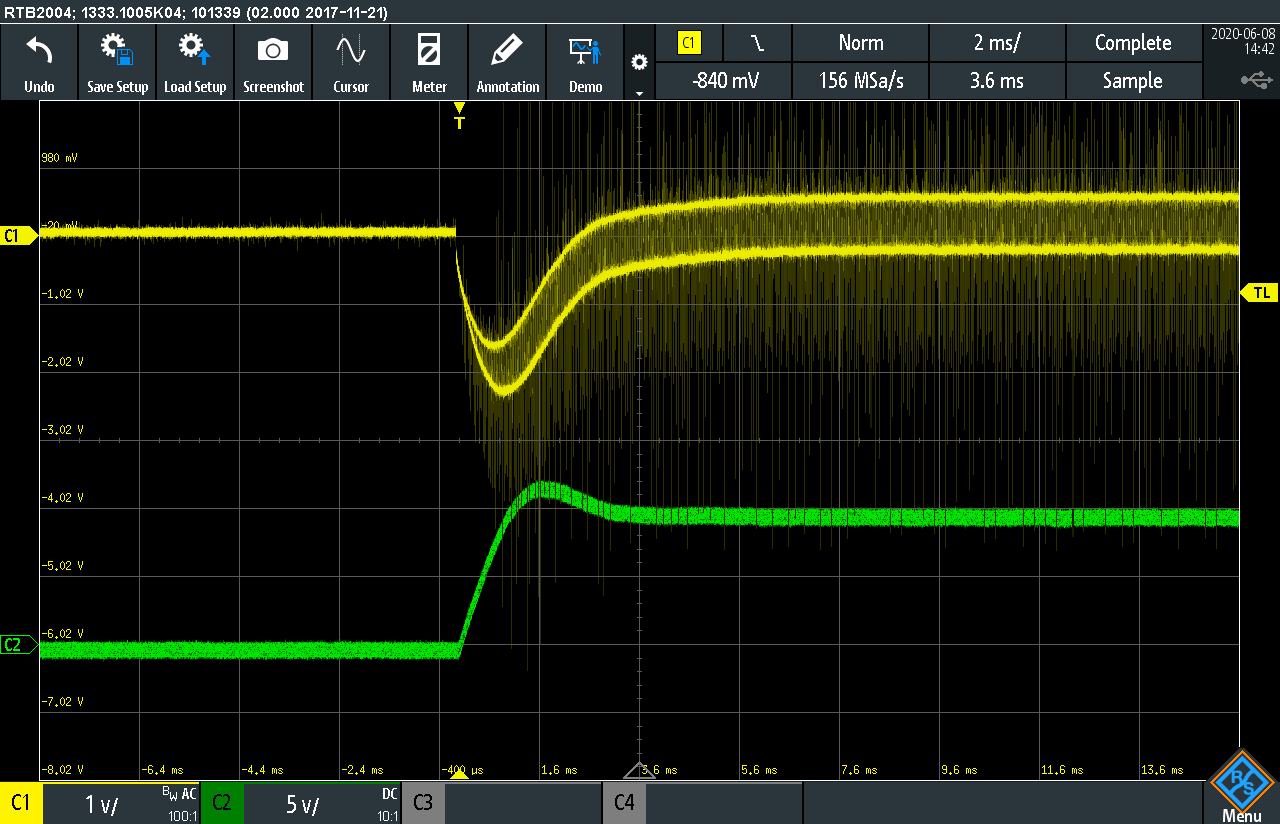 RTB2004; 1333.1005K04; 101339 (02.000 2017-11-21)
Undo
Save Setup
Load Setup
Screenshot
Cursor
Meter
Annotation
Demo
C1
Norm
2 ms/
Complete
-840 mV
156 MSa/s
3.6 ms
Sample
2020-06-08
14:42
T
980 mV
-20 mV
C1
-1.02 V
TL
-2.02 V
-3.02 V
-4.02 V
-5.02 V
-6.02 V
C2
-7.02 V
-8.02 V
-6.4 ms
-4.4 ms
-2.4 ms
-400 µs
1.6 ms
3.6 ms
5.6 ms
7.6 ms
9.6 ms
11.6 ms
13.6 ms
C1
1 V/
BW AC
100:1
C2
5 V/
DC
10:1
C3
C4
R&S
Menu